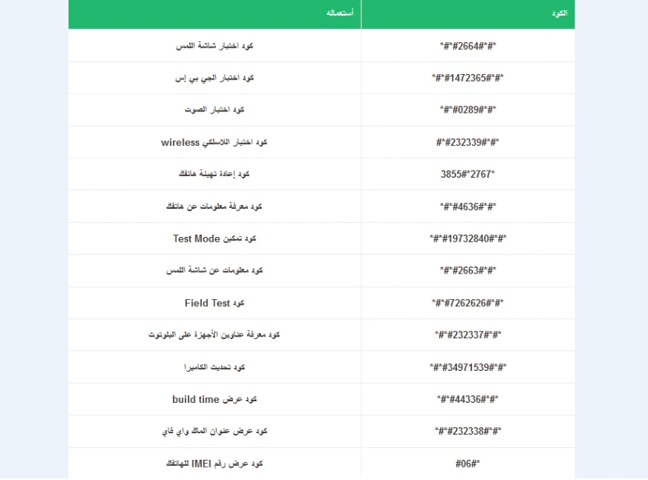 الكود أستعماله
*#*#2664#*#* كود اختبار شاشة اللمس
*#*#1472365#*#* كود اختبار الجي بي إس
*#*#0289#*#* كود اختبار الصوت
#*#232339#*#* كود اختبار اللاسلكي wireless
3855#*2767* كود إعادة تهيئة هاتفك
*#*#4636#*#* كود معرفة معلومات عن هاتفك
*#*#19732840#*#* كود تمكين Test Mode
*#*#2663#*#* كود معلومات عن شاشة اللمس
*#*#7262626#*#* كود Field Test
*#*#232337#*#* كود معرفة عناوين الأجهزة على البلوتوث
*#*#34971539#*#* كود تحديث الكاميرا
*#*#44336#*#* كود عرض build time
*#*#232338#*#* كود عرض عنوان الماك واي فاي
#06#* كود عرض رقم IMEI للهاتفك